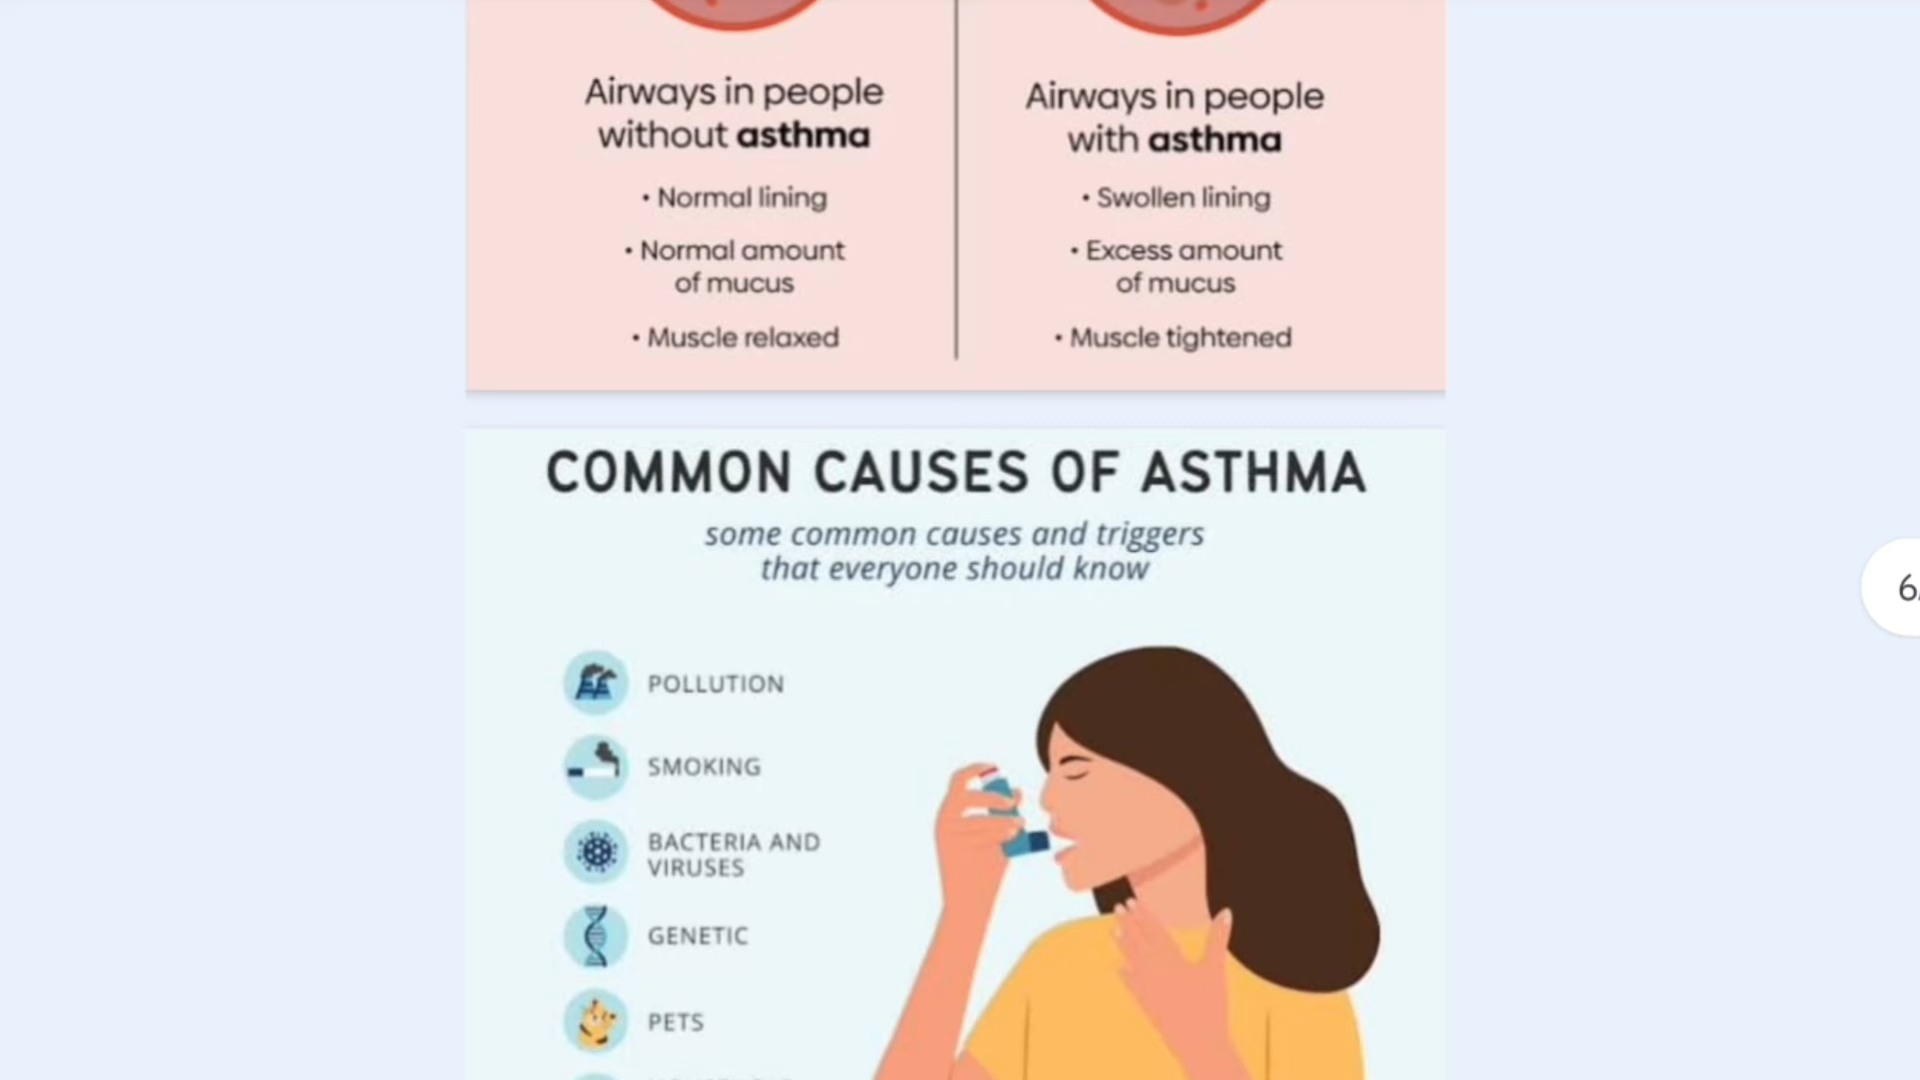 Airways in people
without asthma
• Normal lining
• Normal amount
of mucus
• Muscle relaxed
Airways in people
with asthma
• Swollen lining
• Excess amount
of mucus
• Muscle tightened
COMMON CAUSES OF ASTHMA
some common causes and triggers
that everyone should know
POLLUTION
SMOKING
BACTERIA AND
VIRUSES
GENETIC
PETS
6